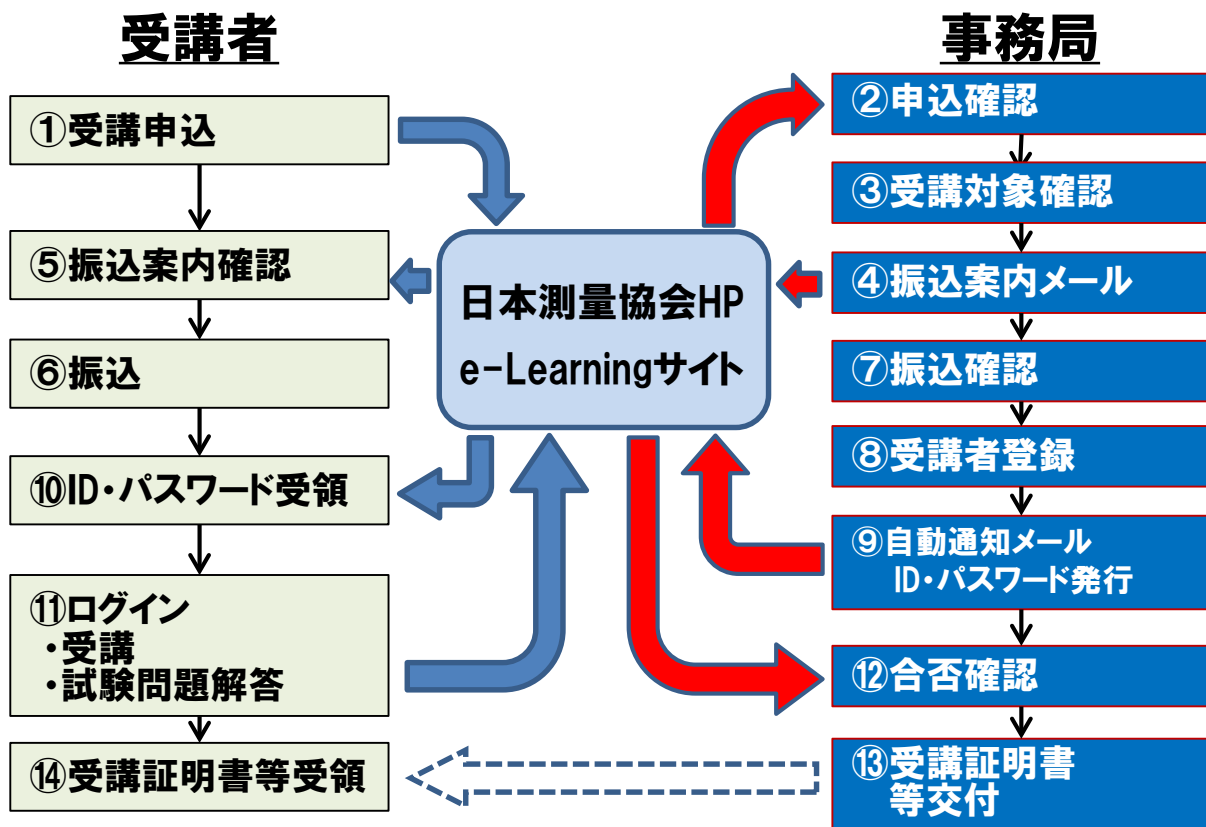 受講者
①受講申込
⑤振込案内確認
⑥振込
⑩ID・パスワード受領
⑪ログイン
・受講
・試験問題解答
⑭受講証明書等受領
日本測量協会HP
e-Learningサイト
事務局
②申込確認
③受講対象確認
④振込案内メール
⑦振込確認
⑧受講者登録
⑨自動通知メール
ID・パスワード発行
⑫合否確認
⑬受講証明書
等交付